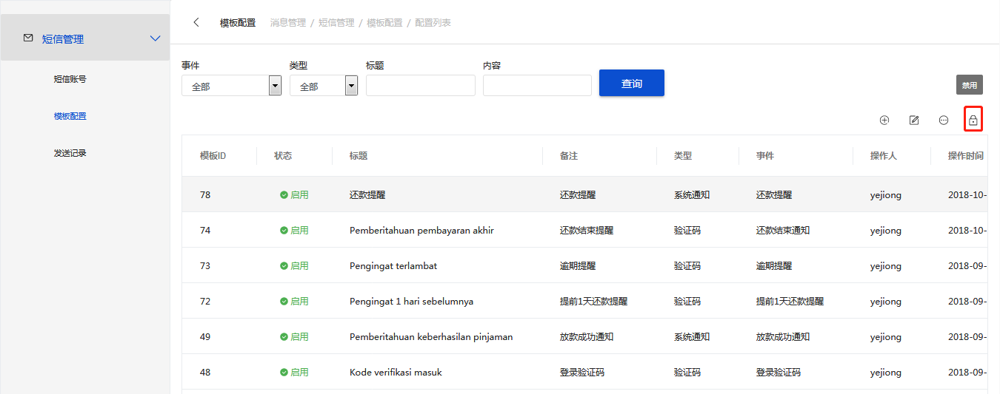 短信管理
短信账号
模板配置
发送记录
模板配置 消息管理 / 短信管理 / 模板配置 / 配置列表
事件 类型 标题 内容
全部 全部 查询 禁用
模板ID 状态 标题 备注 类型 事件 操作人 操作时间
78 启用 还款提醒 还款提醒 系统通知 还款提醒 yejiong 2018-10-
74 启用 Pemberitahuan pembayaran akhir 还款结束提醒 验证码 还款结束通知 yejiong 2018-10-
73 启用 Pengingat terlambat 逾期提醒 验证码 逾期提醒 yejiong 2018-09-
72 启用 Pengingat 1 hari sebelumnya 提前1天还款提醒 验证码 提前1天还款提醒 yejiong 2018-09-
49 启用 Pemberitahuan keberhasilan pinjaman 放款成功通知 系统通知 放款成功通知 yejiong 2018-09-
48 启用 Kode verifikasi masuk 登录验证码 验证码 登录验证码 yejiong 2018-09-